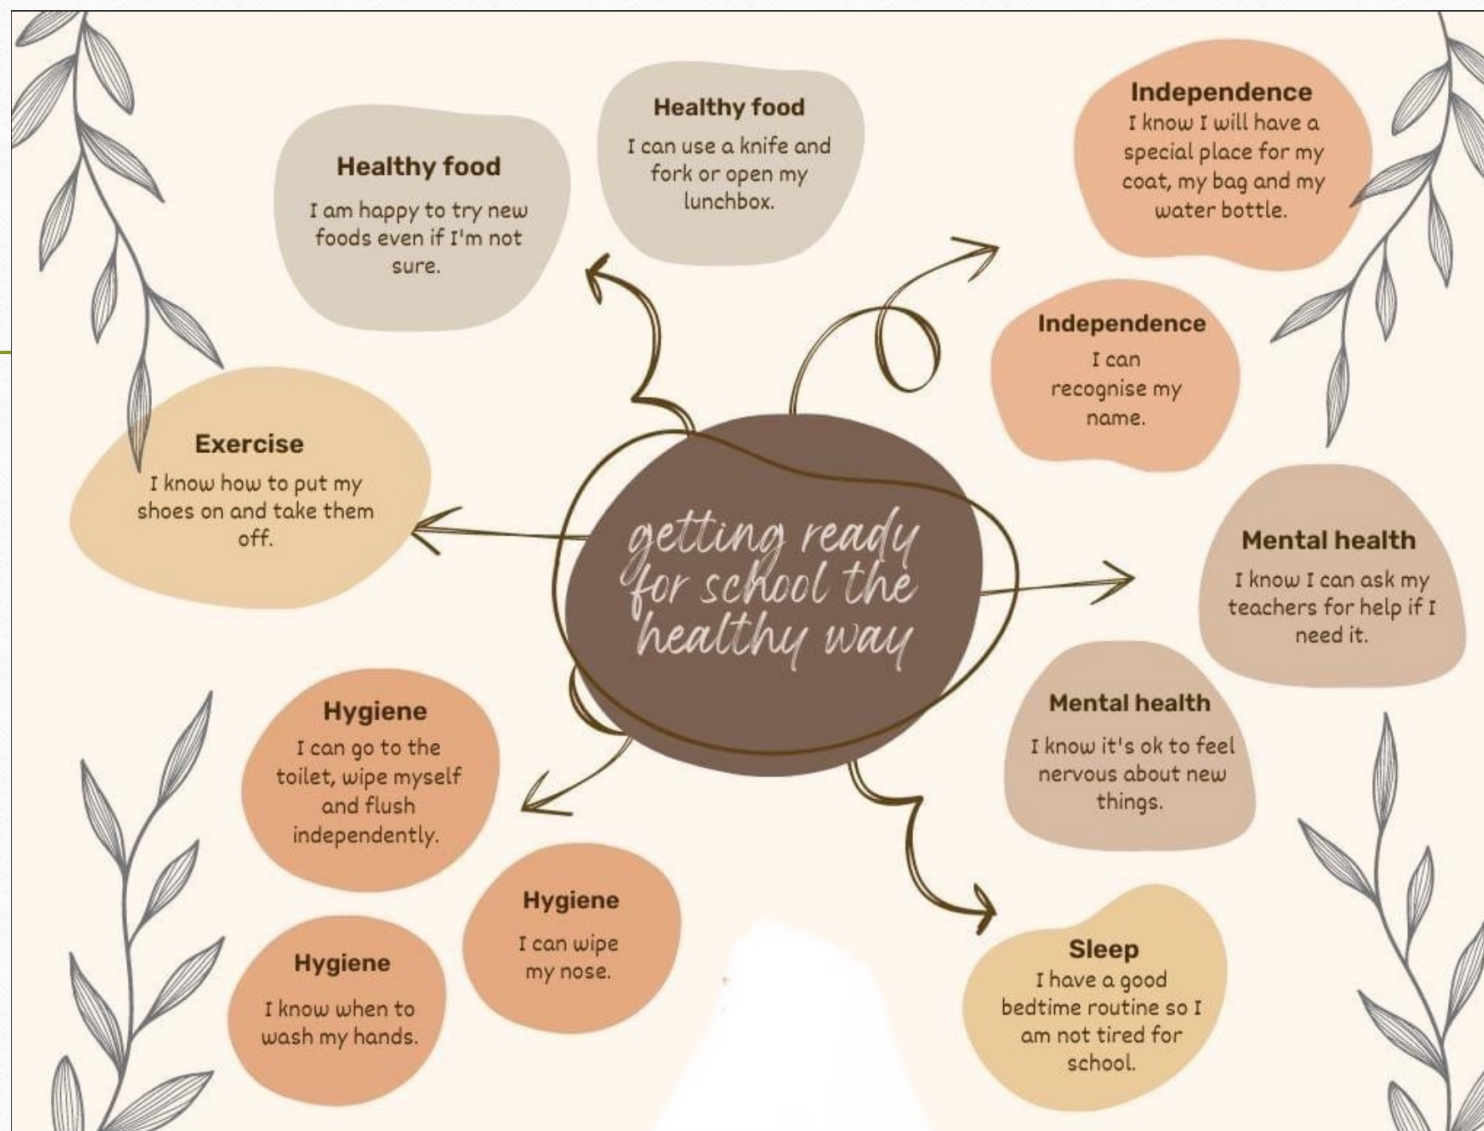 Healthy food
I am happy to try new
foods even if I'm not
sure.
Healthy food
I can use a knife and
fork or open my
lunchbox.
Independence
I know I will have a
special place for my
coat, my bag and my
water bottle.
Independence
I can
recognise my
name.
Exercise
I know how to put my
shoes on and take them
off.
getting ready
for school the
healthy way
Mental health
I know I can ask my
teachers for help if I
need it.
Mental health
I know it's ok to feel
nervous about new
things.
Hygiene
I can go to the
toilet, wipe myself
and flush
independently.
Hygiene
I can wipe
my nose.
Hygiene
I know when to
wash my hands.
Sleep
I have a good
bedtime routine so I
am not tired for
school.